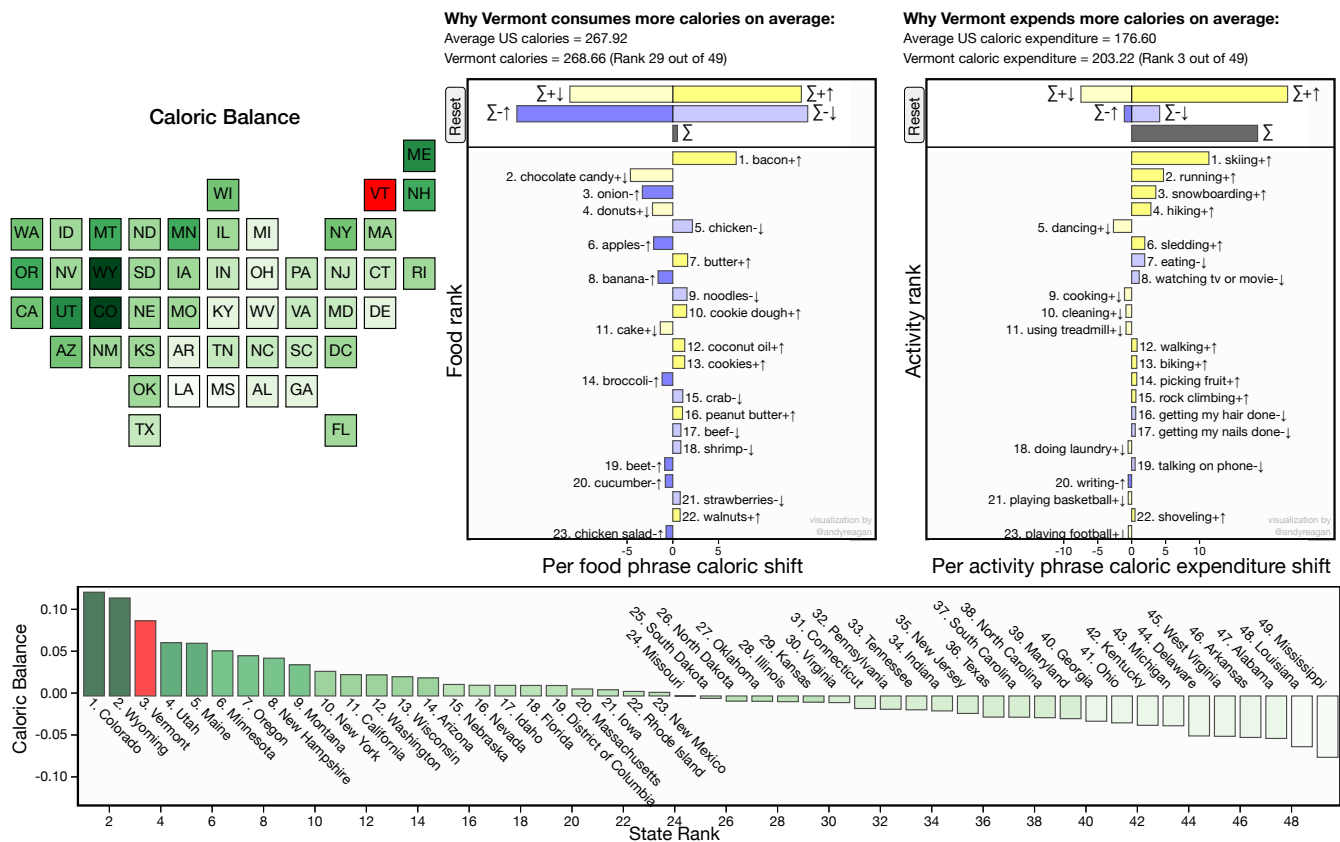 Caloric Balance
ME
WI
VT
NH
WA
ID
MT
ND
MN
IL
MI
NY
MA
OR
NV
WY
SD
IA
IN
OH
PA
NJ
CT
RI
CA
UT
CO
NE
MO
KY
WV
VA
MD
DE
AZ
NM
KS
AR
TN
NC
SC
DC
OK
LA
MS
AL
GA
TX
FL
Why Vermont consumes more calories on average:
Average US calories = 267.92
Vermont calories = 268.66 (Rank 29 out of 49)
Reset
∑+↓
∑+↑
∑-↑
∑-↓
∑
Food rank
1. bacon+↑
2. chocolate candy+↓
3. onion-↑
4. donuts+↓
5. chicken-↓
6. apples-↑
7. butter+↑
8. banana-↑
9. noodles-↓
10. cookie dough+↑
11. cake+↓
12. coconut oil+↑
13. cookies+↑
14. broccoli-↑
15. crab-↓
16. peanut butter+↑
17. beef-↓
18. shrimp-↓
19. beet-↑
20. cucumber-↑
21. strawberries-↓
22. walnuts+↑
23. chicken salad-↑
visualization by
@andyreagan
-5
0
5
Per food phrase caloric shift
Why Vermont expends more calories on average:
Average US caloric expenditure = 176.60
Vermont caloric expenditure = 203.22 (Rank 3 out of 49)
Reset
∑+↓
∑+↑
∑-↑
∑-↓
∑
Activity rank
1. skiing+↑
2. running+↑
3. snowboarding+↑
4. hiking+↑
5. dancing+↓
6. sledding+↑
7. eating-↓
8. watching tv or movie-↓
9. cooking+↓
10. cleaning+↓
11. using treadmill+↓
12. walking+↑
13. biking+↑
14. picking fruit+↑
15. rock climbing+↑
16. getting my hair done-↓
17. getting my nails done-↓
18. doing laundry+↓
19. talking on phone-↓
20. writing-↑
21. playing basketball+↓
22. shoveling+↑
23. playing football+↓
visualization by
@andyreagan
-10
-5
0
5
10
Per activity phrase caloric expenditure shift
Caloric Balance
0.10
0.05
0.00
-0.05
-0.10
1. Colorado
2. Wyoming
3. Vermont
4. Utah
5. Maine
6. Minnesota
7. Oregon
8. New Hampshire
9. Montana
10. New York
11. California
12. Washington
13. Wisconsin
14. Arizona
15. Nebraska
16. Nevada
17. Idaho
18. Florida
19. District of Columbia
20. Massachusetts
21. Iowa
22. Rhode Island
23. New Mexico
24. Missouri
25. South Dakota
26. North Dakota
27. Oklahoma
28. Illinois
29. Kansas
30. Virginia
31. Connecticut
32. Pennsylvania
33. Tennessee
34. Indiana
35. New Jersey
36. Texas
37. South Carolina
38. North Carolina
39. Maryland
40. Georgia
41. Ohio
42. Kentucky
43. Michigan
44. Delaware
45. West Virginia
46. Arkansas
47. Alabama
48. Louisiana
49. Mississippi
2
4
6
8
10
12
14
16
18
20
22
24
26
28
30
32
34
36
38
40
42
44
46
48
State Rank